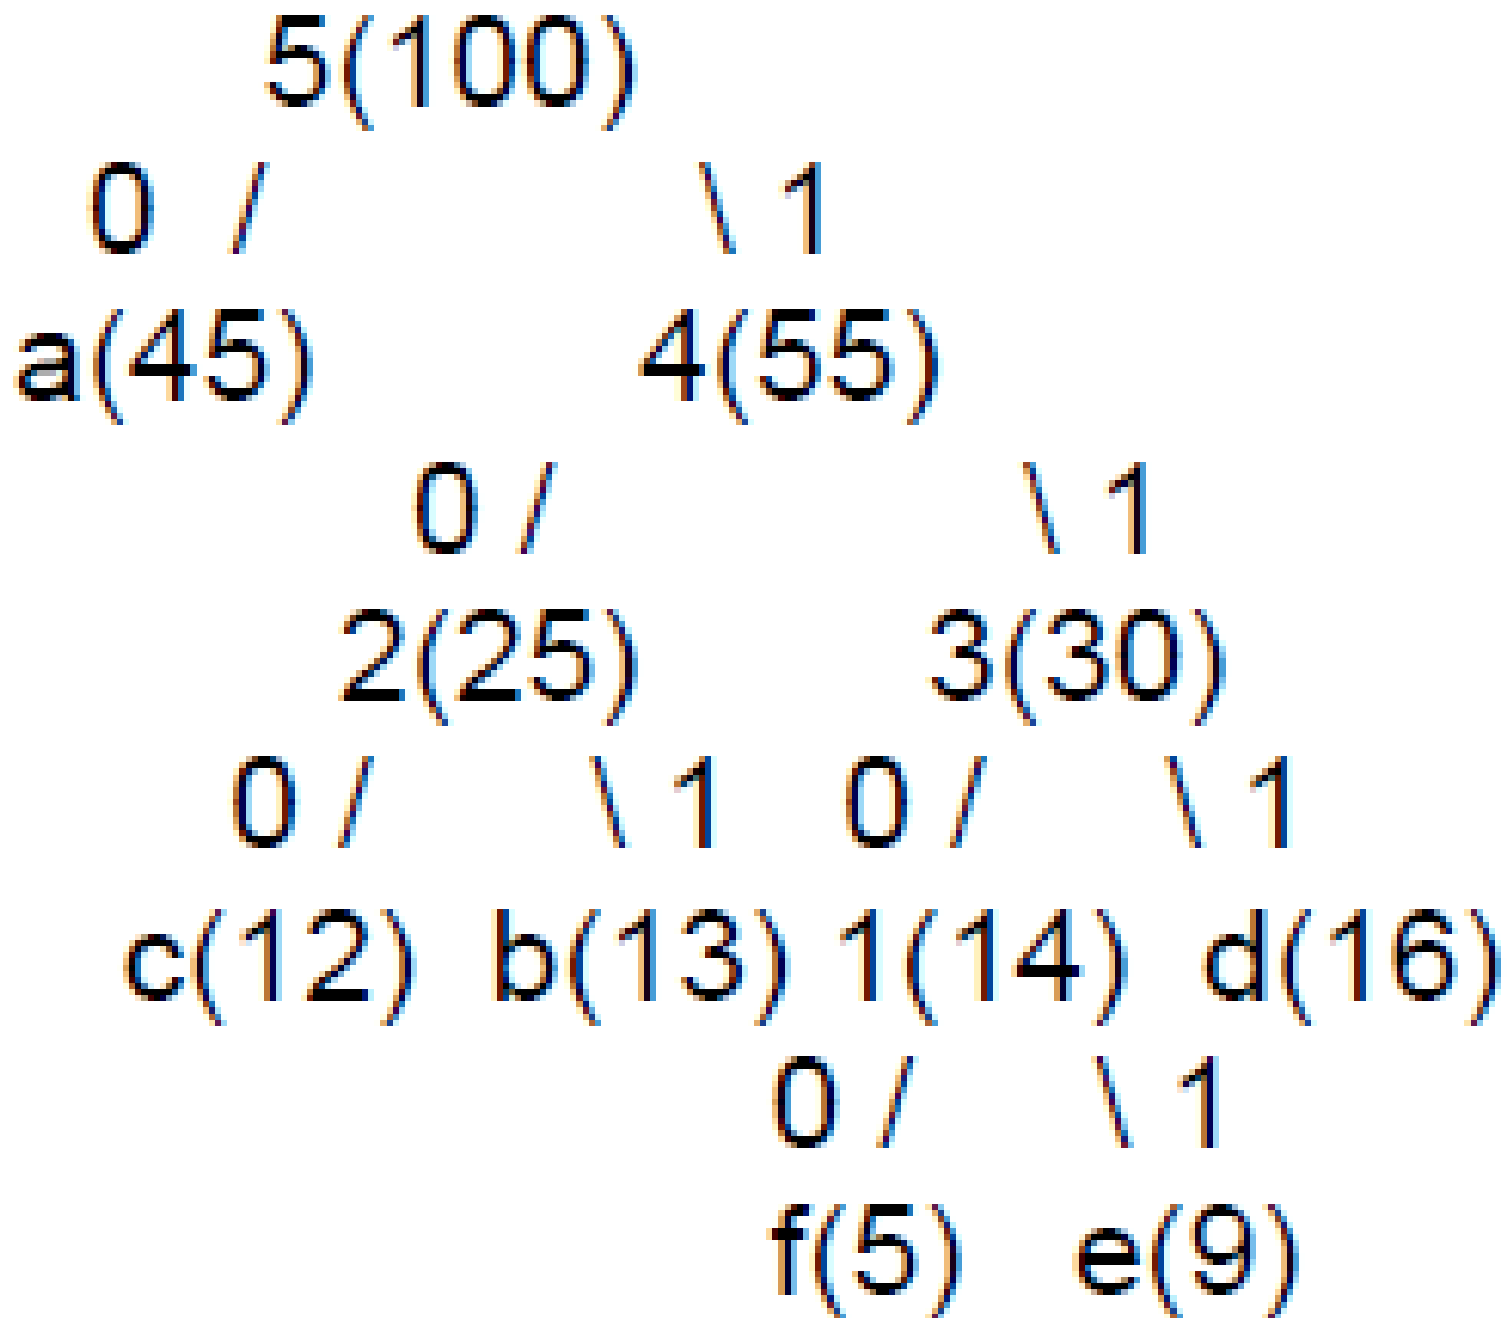 5(100)
0 / \ 1
a(45) 4(55)
0 / \ 1
2(25) 3(30)
0 / \ 1 0 / \ 1
c(12) b(13) 1(14) d(16)
0 / \ 1
f(5) e(9)